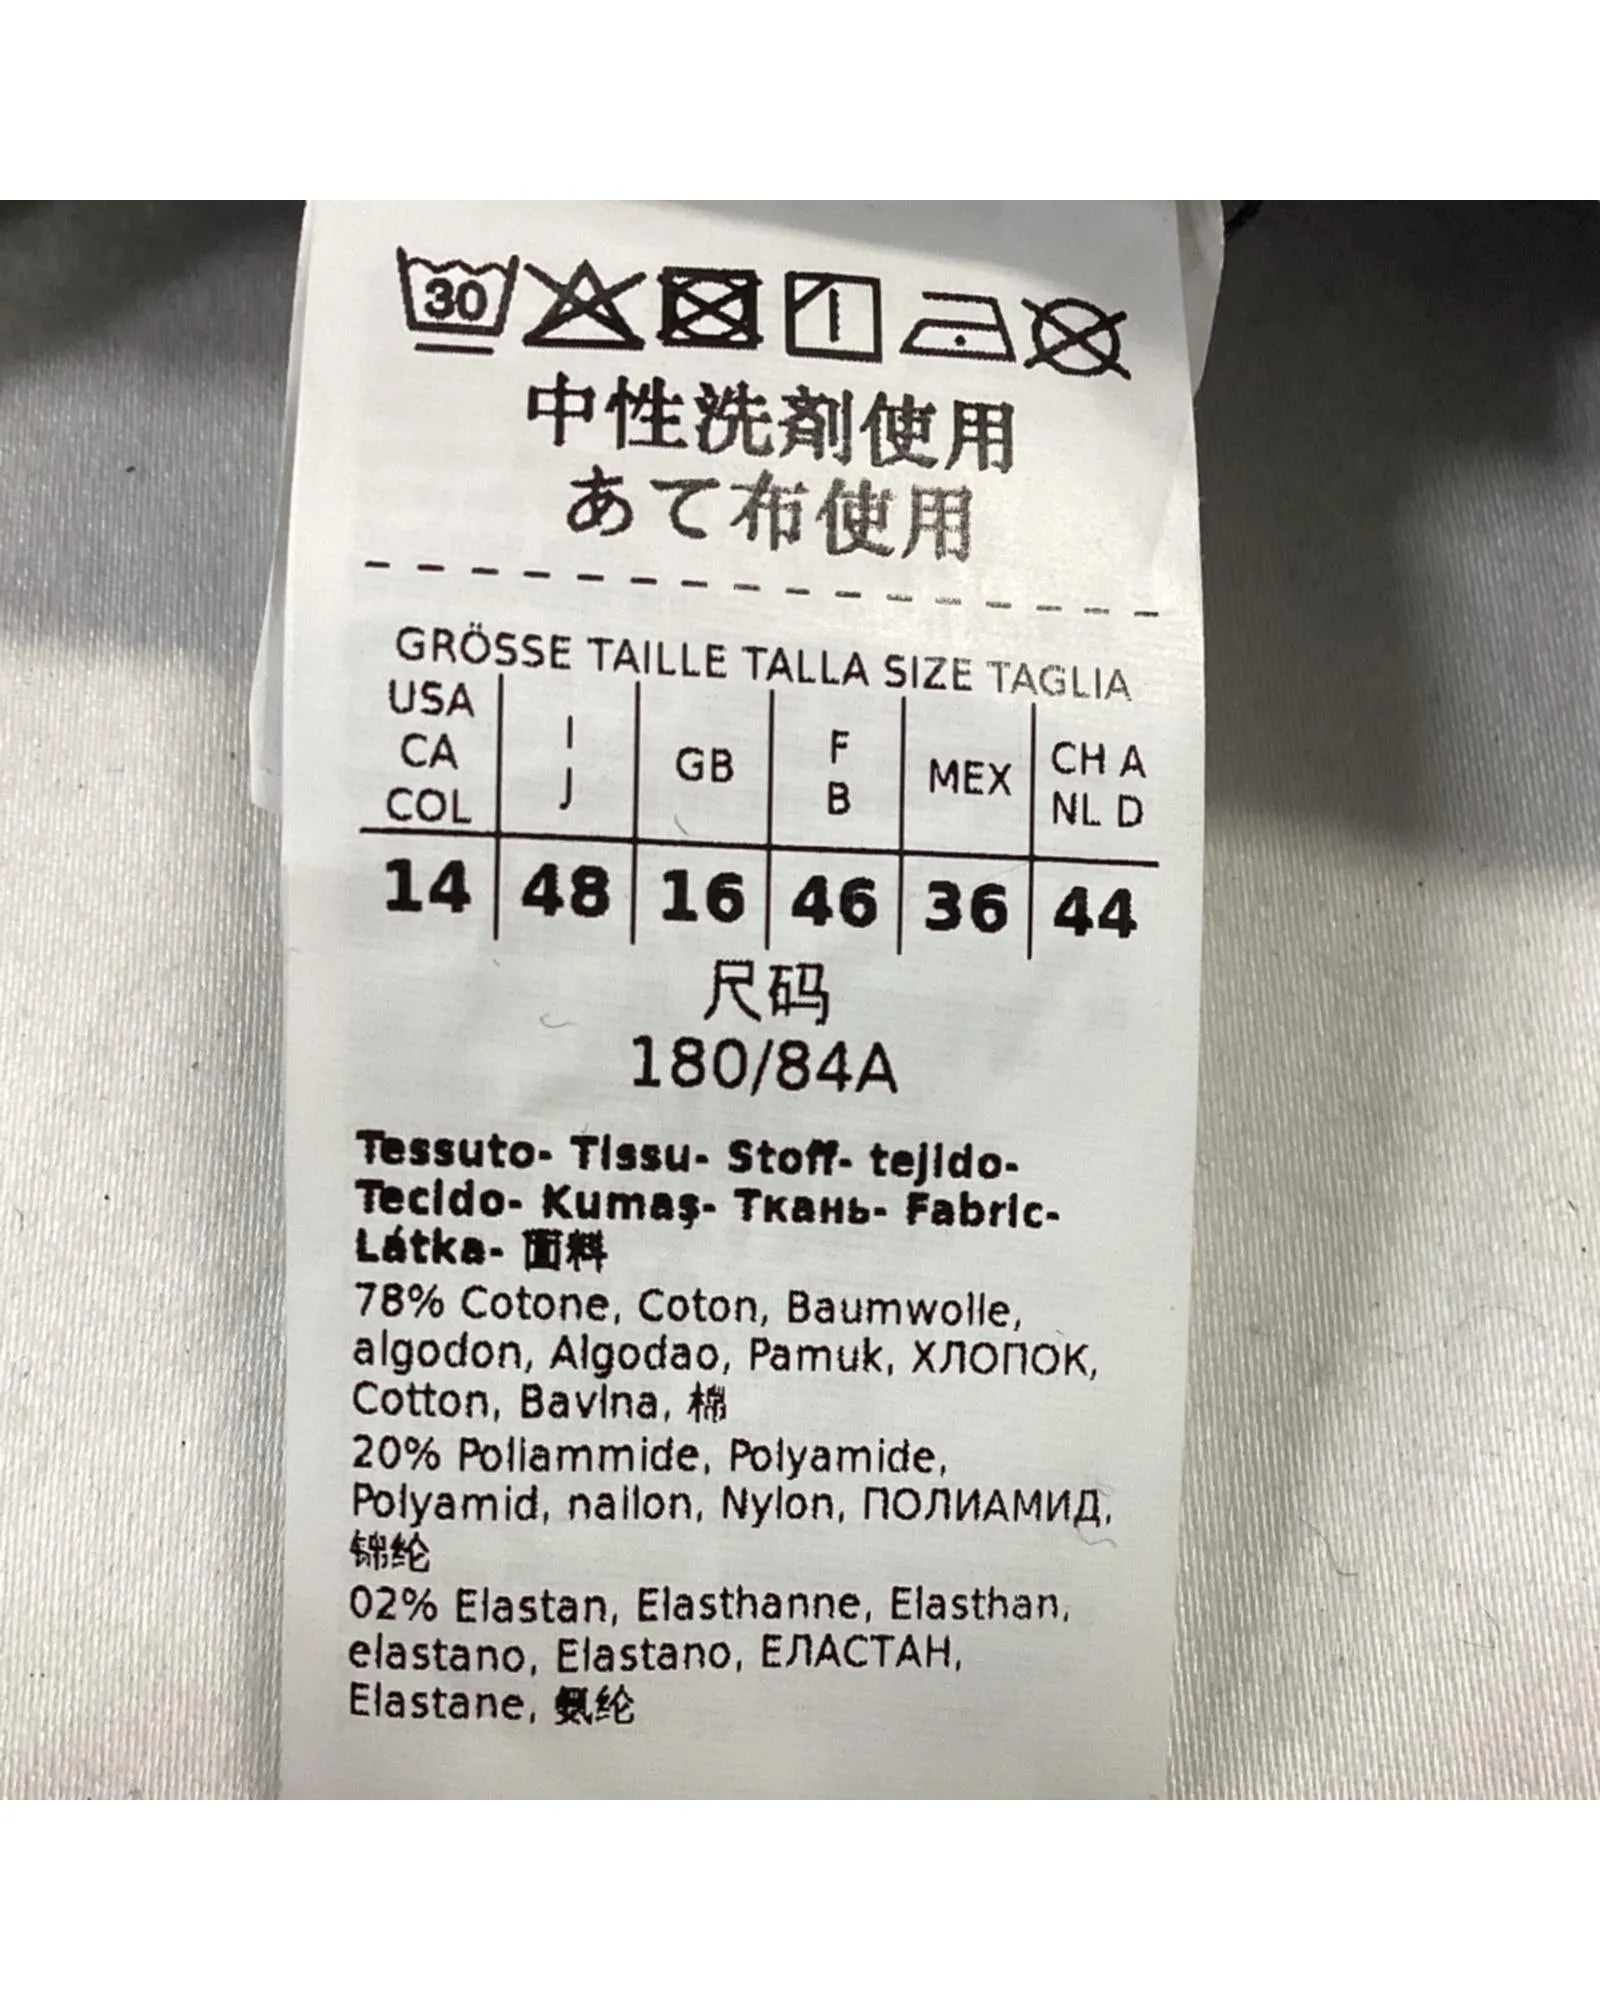 30
中性洗剤使用
あて布使用
GRÖSSE TAILLE TALLA SIZE TAGLIA
USA CA COL | I J | GB | F B | MEX | CH A NL D
14 | 48 | 16 | 46 | 36 | 44
尺码
180/84A
Tessuto- Tissu- Stoff- tejido-
Tecido- Kumaş- Ткань- Fabric-
Látka- 面料
78% Cotone, Coton, Baumwolle,
algodon, Algodao, Pamuk, ХЛОПОК,
Cotton, Bavlna, 棉
20% Poliammide, Polyamide,
Polyamid, nailon, Nylon, ПОЛИАМИД,
锦纶
02% Elastan, Elasthanne, Elasthan,
elastano, Elastano, ЕЛАСТАН,
Elastane, 氨纶